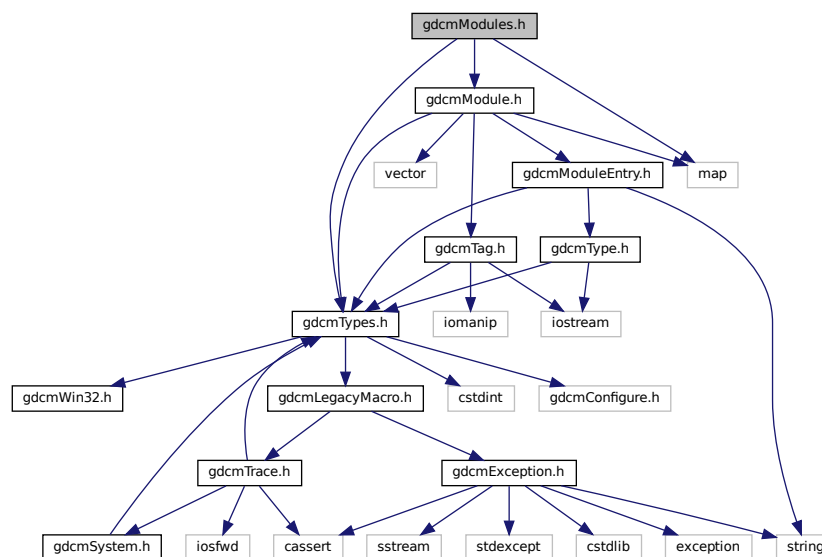 gdcmModules.h
gdcmModule.h
vector
gdcmModuleEntry.h
map
gdcmTag.h
gdcmType.h
gdcmTypes.h
iomanip
iostream
gdcmWin32.h
gdcmLegacyMacro.h
cstdint
gdcmConfigure.h
gdcmTrace.h
gdcmException.h
gdcmSystem.h
iosfwd
cassert
sstream
stdexcept
cstdlib
exception
string